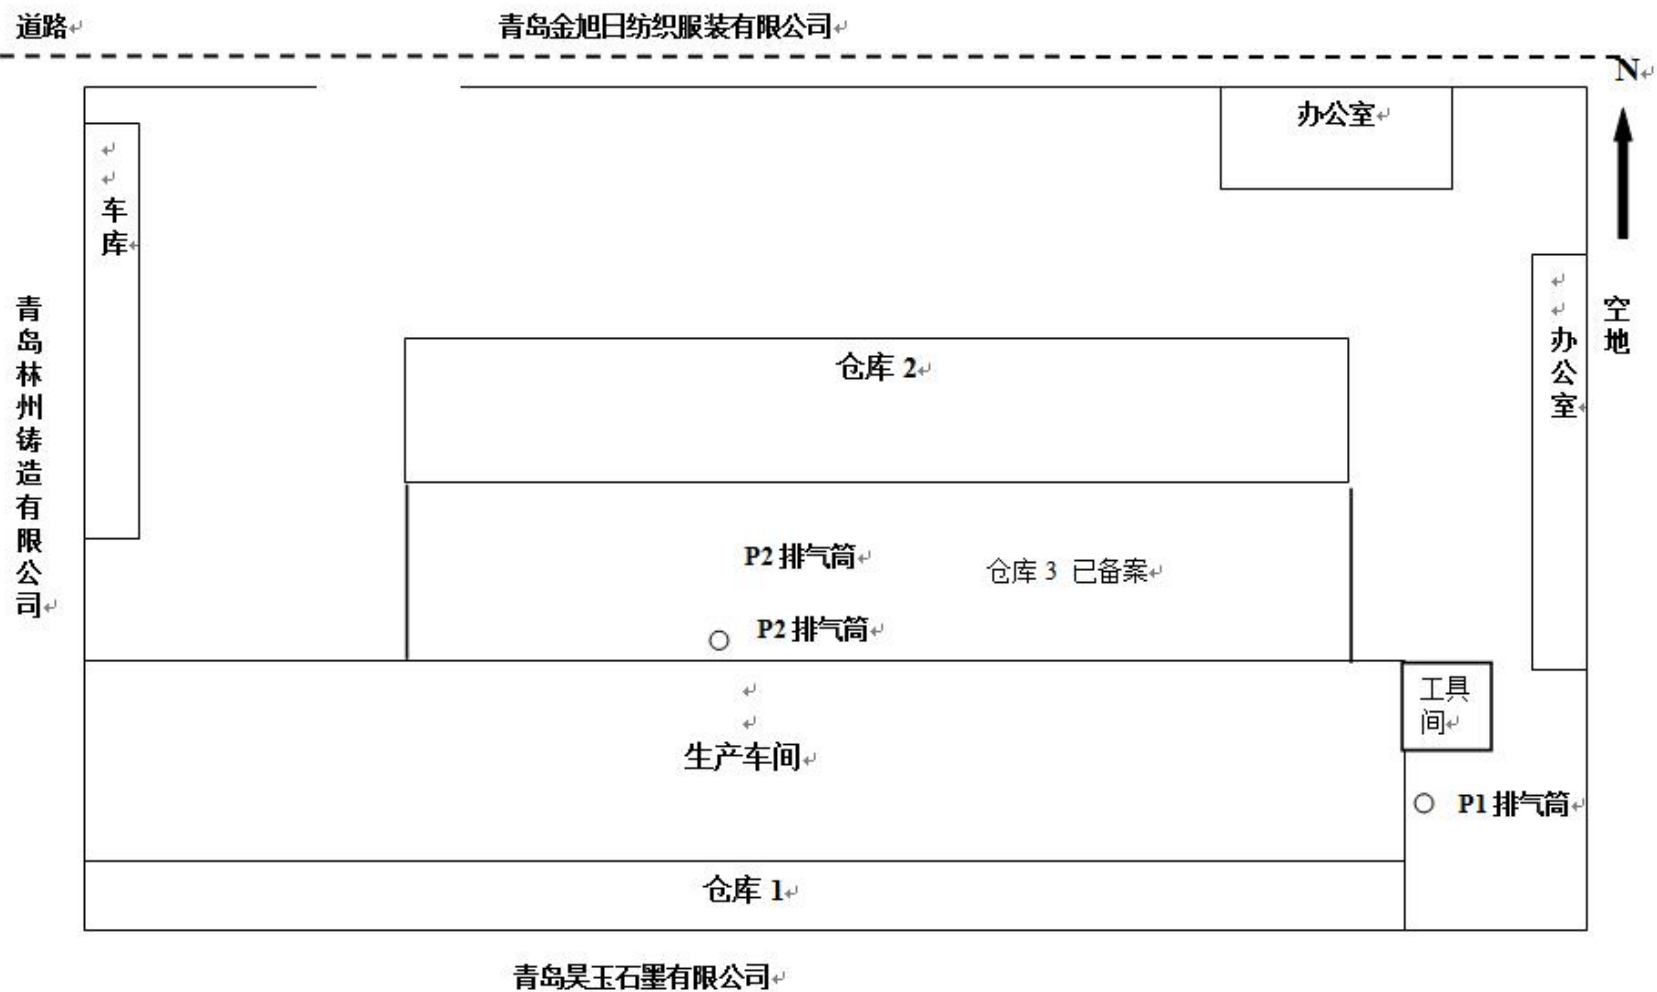 道路
青岛金旭日纺织服装有限公司
N
办公室
车库
青岛林州铸造有限公司
空地
办公室
仓库 2
P2 排气筒
仓库 3 已备案
P2 排气筒
工具
间
生产车间
P1 排气筒
仓库 1
青岛昊玉石墨有限公司